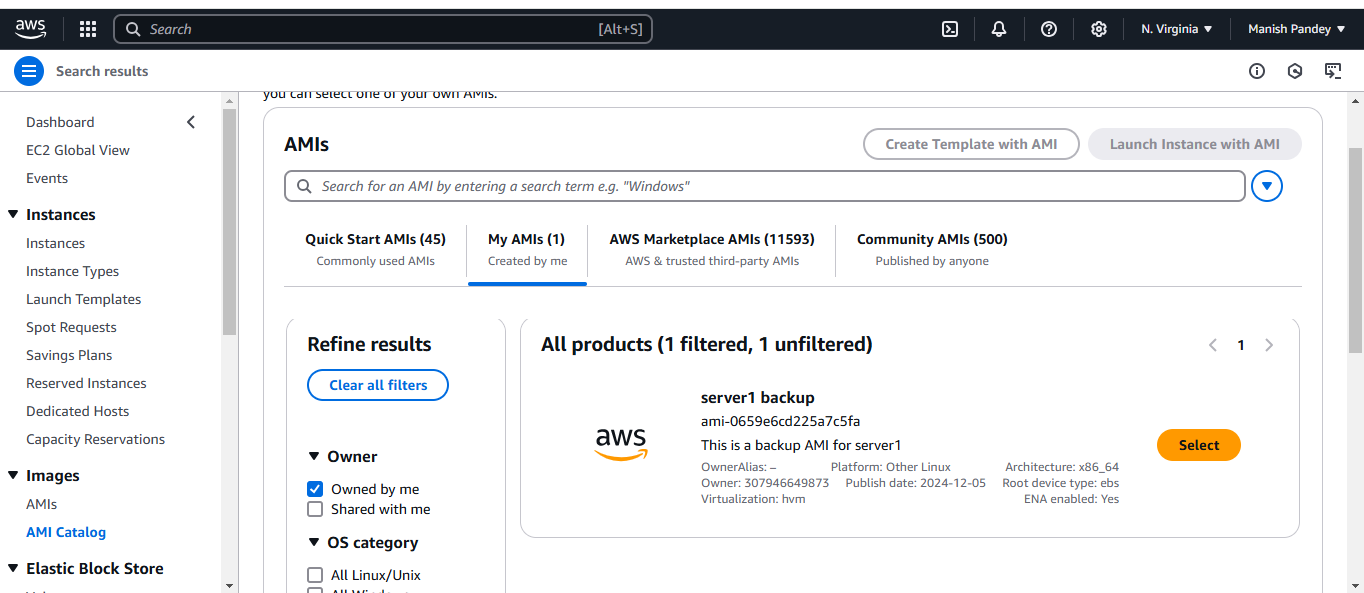 aws
Search
[Alt+S]
N. Virginia
Manish Pandey
Search results
Dashboard
EC2 Global View
Events
Instances
Instances
Instance Types
Launch Templates
Spot Requests
Savings Plans
Reserved Instances
Dedicated Hosts
Capacity Reservations
Images
AMIs
AMI Catalog
Elastic Block Store
you can select one of your own AMIs.
AMIs
Create Template with AMI
Launch Instance with AMI
Search for an AMI by entering a search term e.g. "Windows"
Quick Start AMIs (45)
Commonly used AMIs
My AMIs (1)
Created by me
AWS Marketplace AMIs (11593)
AWS & trusted third-party AMIs
Community AMIs (500)
Published by anyone
Refine results
Clear all filters
Owner
Owned by me
Shared with me
OS category
All Linux/Unix
All Windows
All products (1 filtered, 1 unfiltered)
1
aws
server1 backup
ami-0659e6cd225a7c5fa
This is a backup AMI for server1
OwnerAlias: – Platform: Other Linux Architecture: x86_64
Owner: 307946649873 Publish date: 2024-12-05 Root device type: ebs
Virtualization: hvm ENA enabled: Yes
Select